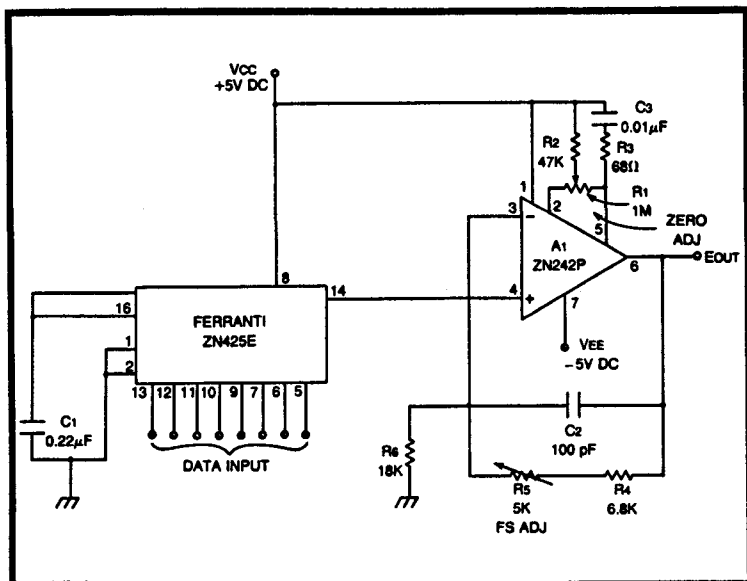 VCC
+5V DC
C3
0.01µF
R2
47K
R3
68Ω
R1
1M
ZERO
ADJ
1
2
3
−
5
A1
ZN242P
6
EOUT
4
+
7
VEE
−5V DC
8
14
16
FERRANTI
ZN425E
1
2
13 12 11 10 9 7 6 5
C1
0.22µF
DATA INPUT
C2
100 pF
R6
18K
R5
5K
FS ADJ
R4
6.8K